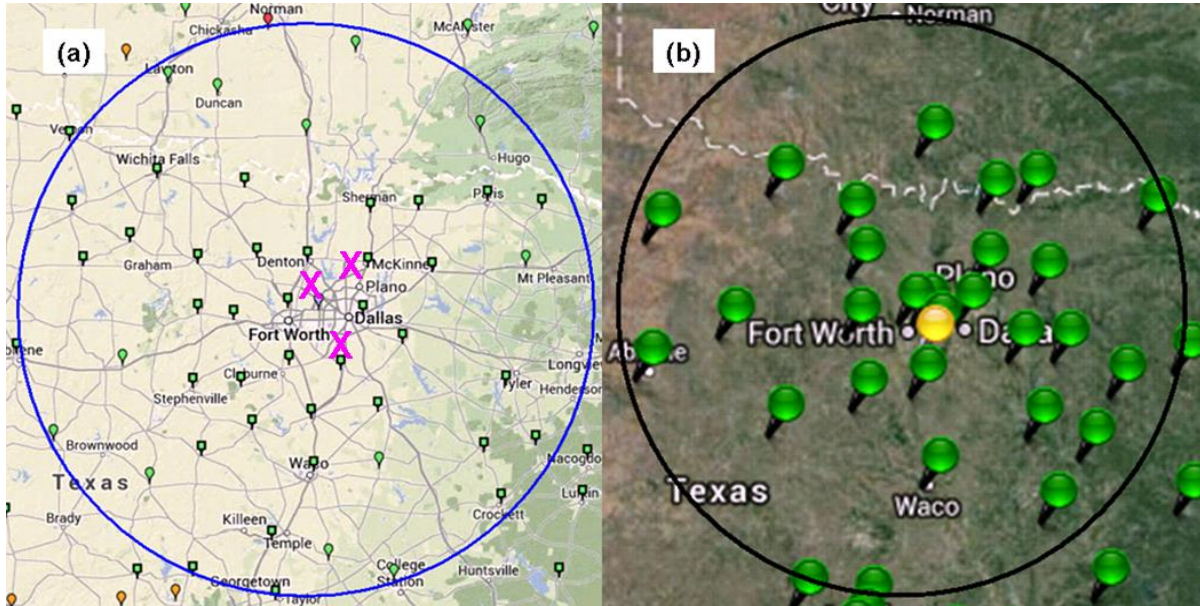 (a)
Norman
Chickasha
McAlester
Lawton
Duncan
Vernon
Wichita Falls
Hugo
Sherman
Paris
Graham
Denton
McKinney
Mt Pleasant
Plano
Fort Worth
Dallas
Cleburne
Longview
Tyler
Henderson
Stephenville
Brownwood
Waco
Nacogdo
Texas
Lufkin
Crockett
Brady
Killeen
Temple
College
Station
Huntsville
Georgetown
Taylor
X
X
X
(b)
City
Norman
Plano
Fort Worth
Dalla
Waco
Texas